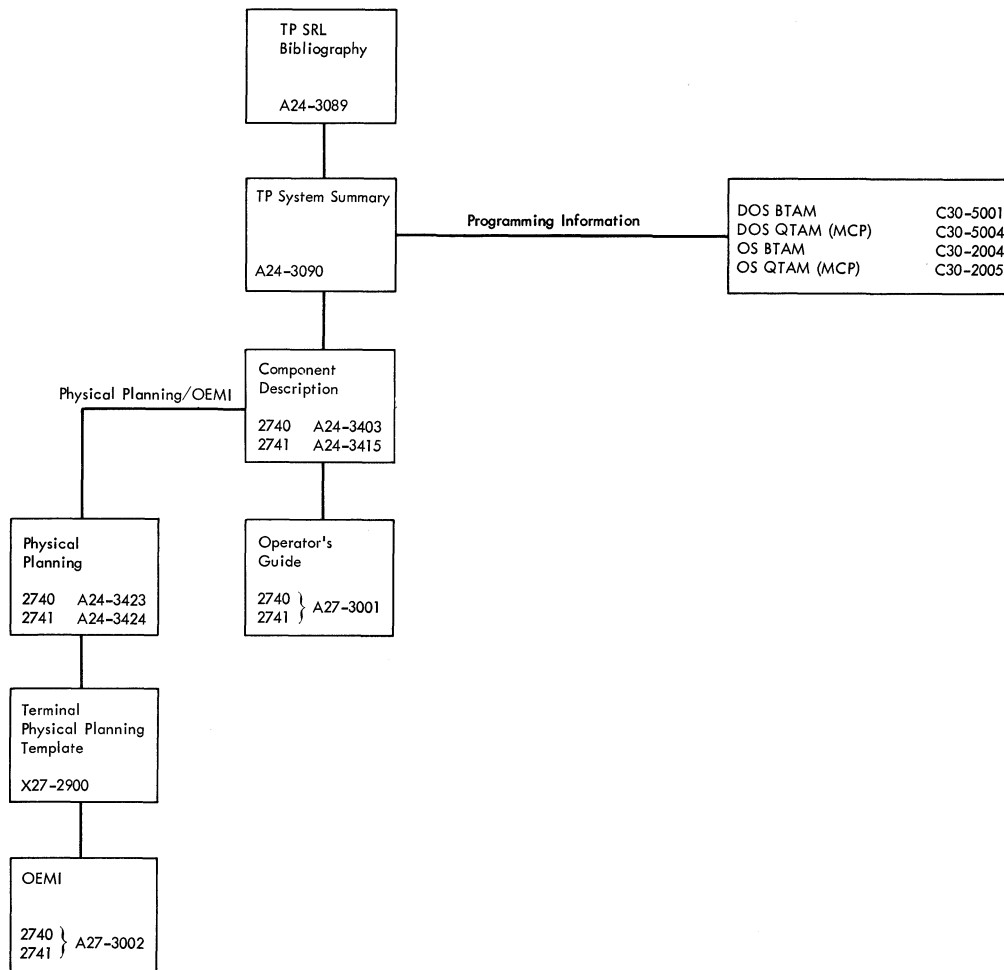 TP SRL
Bibliography
A24-3089
TP System Summary
A24-3090
Programming Information
DOS BTAM C30-5001
DOS QTAM (MCP) C30-5004
OS BTAM C30-2004
OS QTAM (MCP) C30-2005
Component
Description
2740 A24-3403
2741 A24-3415
Physical Planning/OEMI
Physical
Planning
2740 A24-3423
2741 A24-3424
Operator's
Guide
2740
2741 } A27-3001
Terminal
Physical Planning
Template
X27-2900
OEMI
2740
2741 } A27-3002